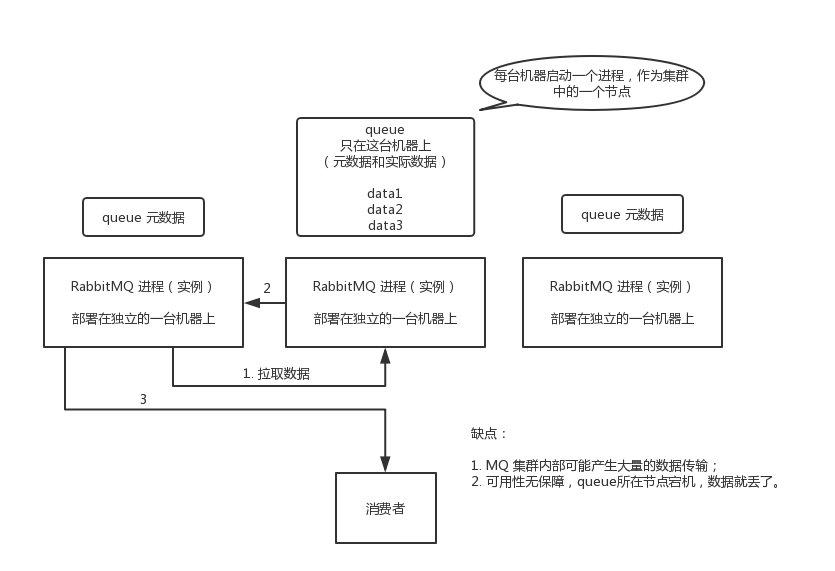 每台机器启动一个进程，作为集群
中的一个节点
queue
只在这台机器上
（元数据和实际数据）
data1
data2
data3
queue 元数据
queue 元数据
RabbitMQ 进程（实例）
部署在独立的一台机器上
2
RabbitMQ 进程（实例）
部署在独立的一台机器上
RabbitMQ 进程（实例）
部署在独立的一台机器上
1. 拉取数据
3
缺点：
1. MQ 集群内部可能产生大量的数据传输；
2. 可用性无保障，queue所在节点宕机，数据就丢了。
消费者